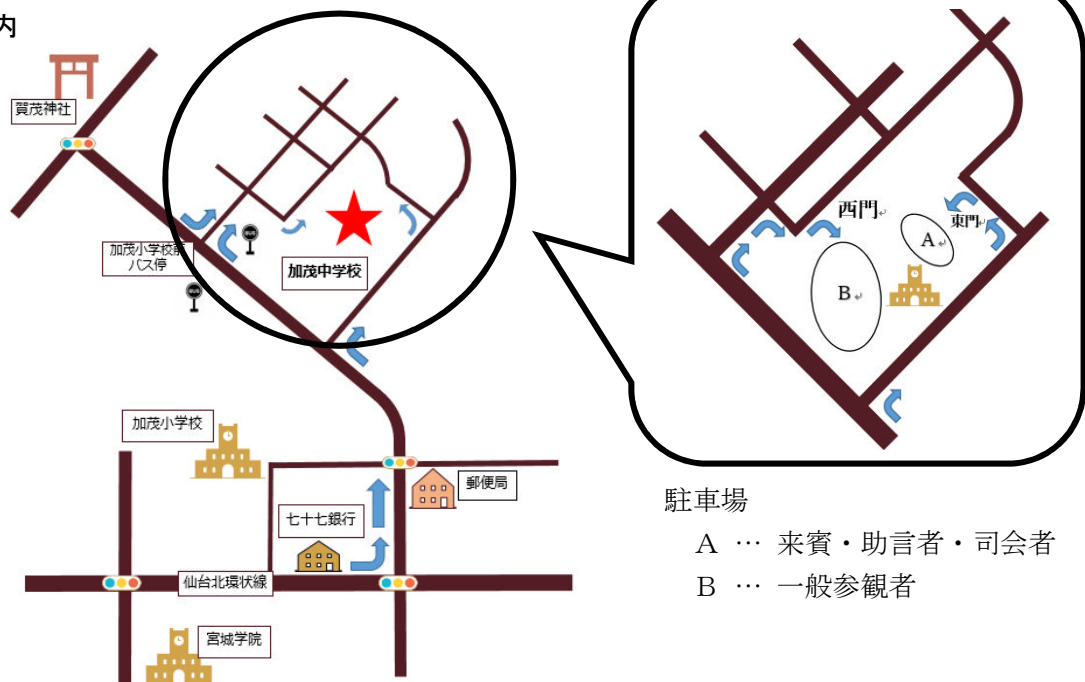 内
賀茂神社
加茂小学校前
バス停
加茂中学校
加茂小学校
郵便局
七十七銀行
仙台北環状線
宮城学院
西門
東門
A
B
駐車場
A … 来賓・助言者・司会者
B … 一般参観者